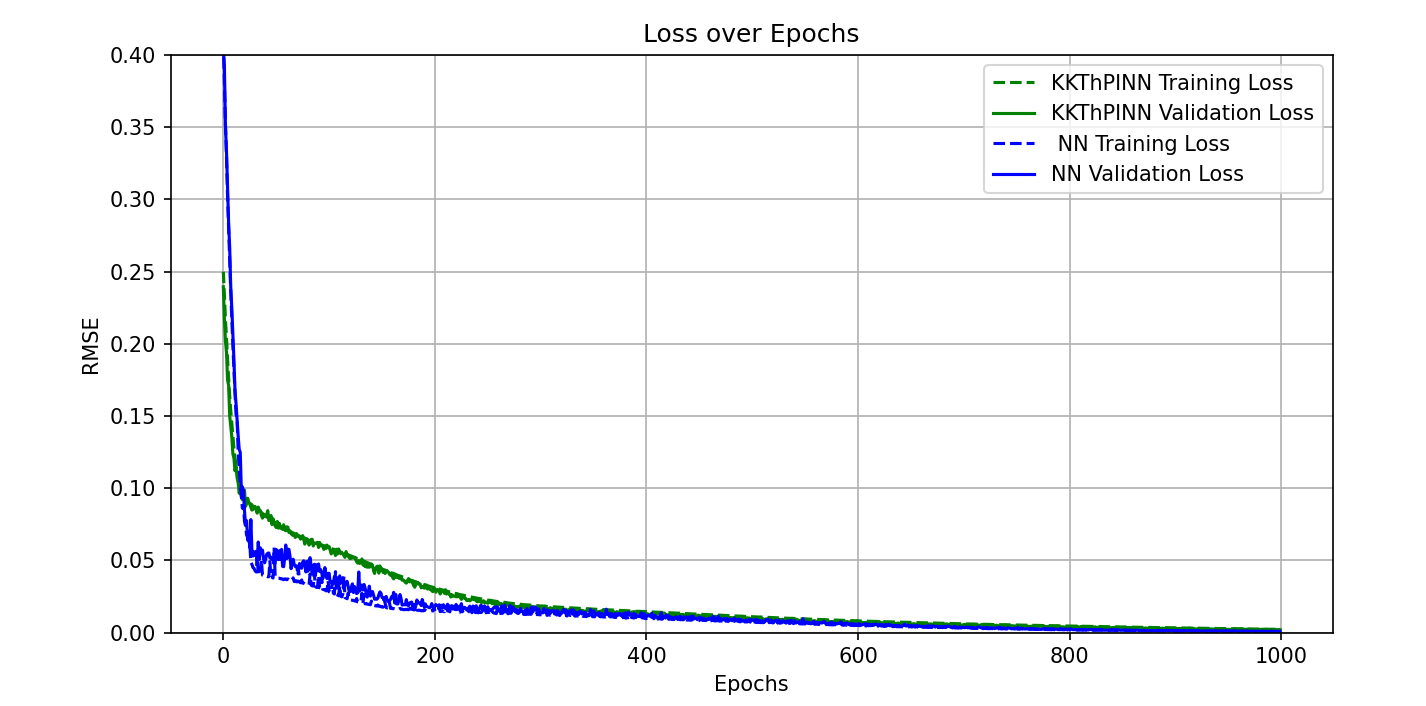 Loss over Epochs
0.40
0.35
0.30
0.25
0.20
0.15
0.10
0.05
0.00
RMSE
KKThPINN Training Loss
KKThPINN Validation Loss
NN Training Loss
NN Validation Loss
0 200 400 600 800 1000
Epochs